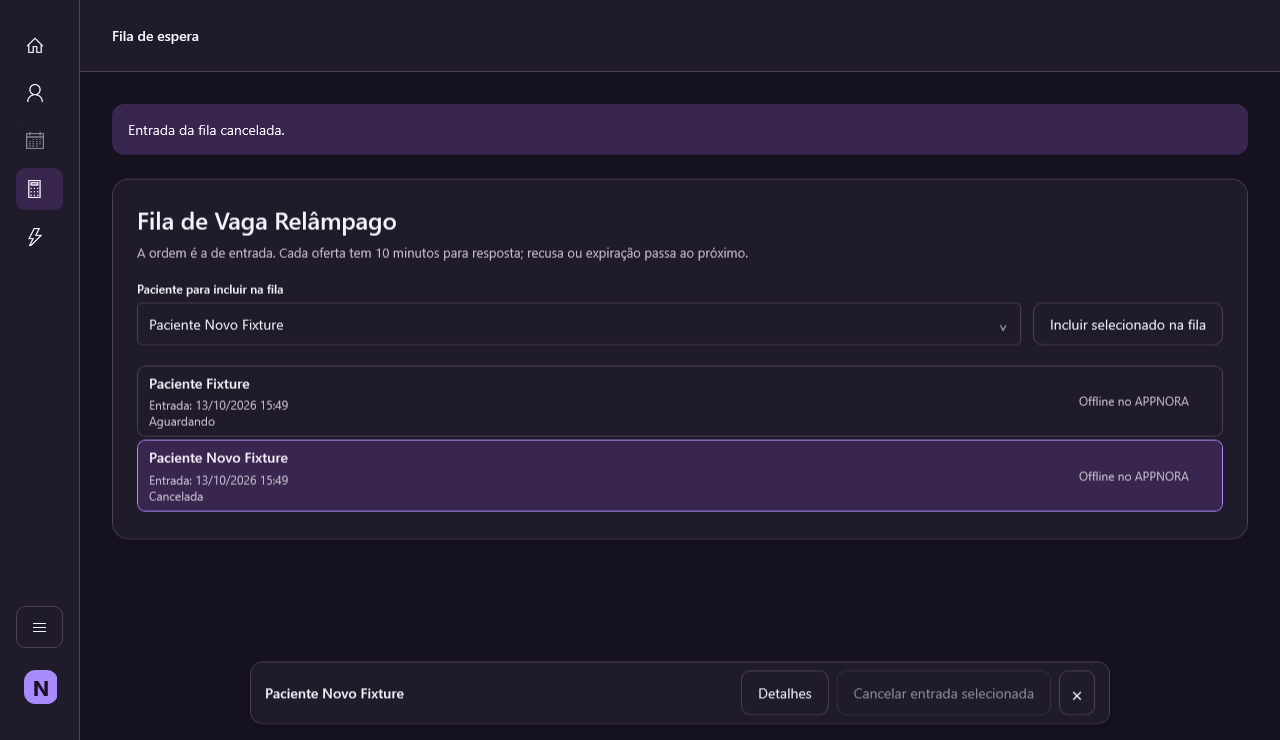 Fila de espera
Entrada da fila cancelada.
Fila de Vaga Relâmpago
A ordem é a de entrada. Cada oferta tem 10 minutos para resposta; recusa ou expiração passa ao próximo.
Paciente para incluir na fila
Paciente Novo Fixture
Incluir selecionado na fila
Paciente Fixture
Entrada: 13/10/2026 15:49
Aguardando
Offline no APPNORA
Paciente Novo Fixture
Entrada: 13/10/2026 15:49
Cancelada
Offline no APPNORA
N
Paciente Novo Fixture
Detalhes
Cancelar entrada selecionada